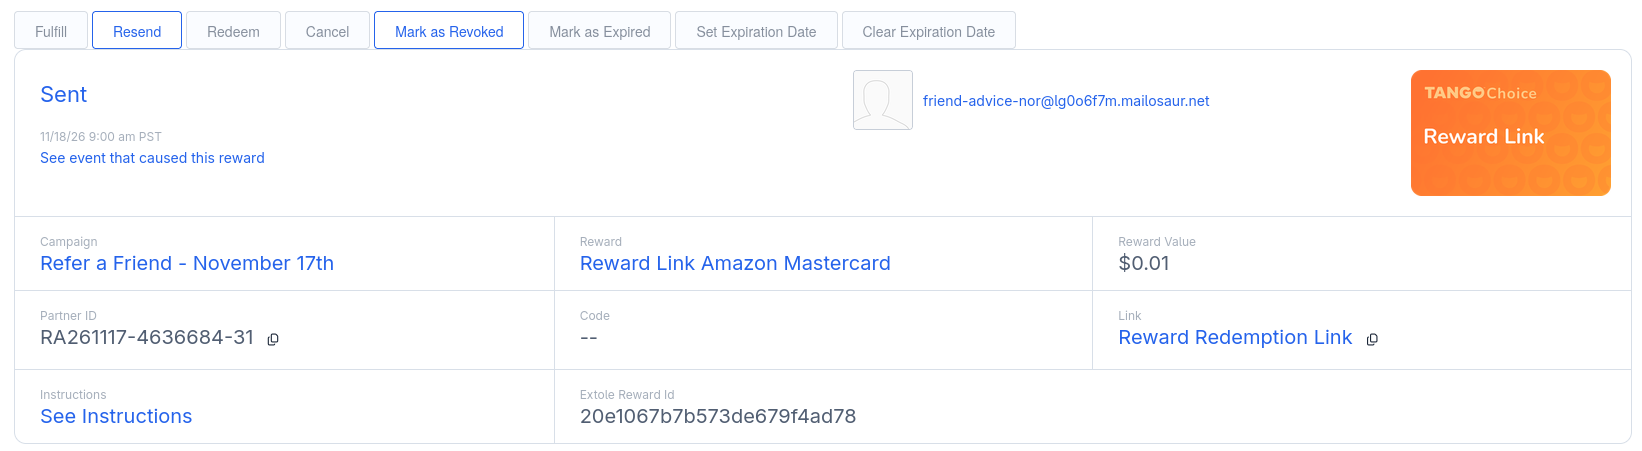 Fulfill Resend Redeem Cancel Mark as Revoked Mark as Expired Set Expiration Date Clear Expiration Date
Sent
11/18/26 9:00 am PST
See event that caused this reward
friend-advice-nor@lg0o6f7m.mailosaur.net
TANGO Choice
Reward Link
Campaign
Refer a Friend - November 17th
Reward
Reward Link Amazon Mastercard
Reward Value
$0.01
Partner ID
RA261117-4636684-31
Code
--
Link
Reward Redemption Link
Instructions
See Instructions
Extole Reward Id
20e1067b7b573de679f4ad78